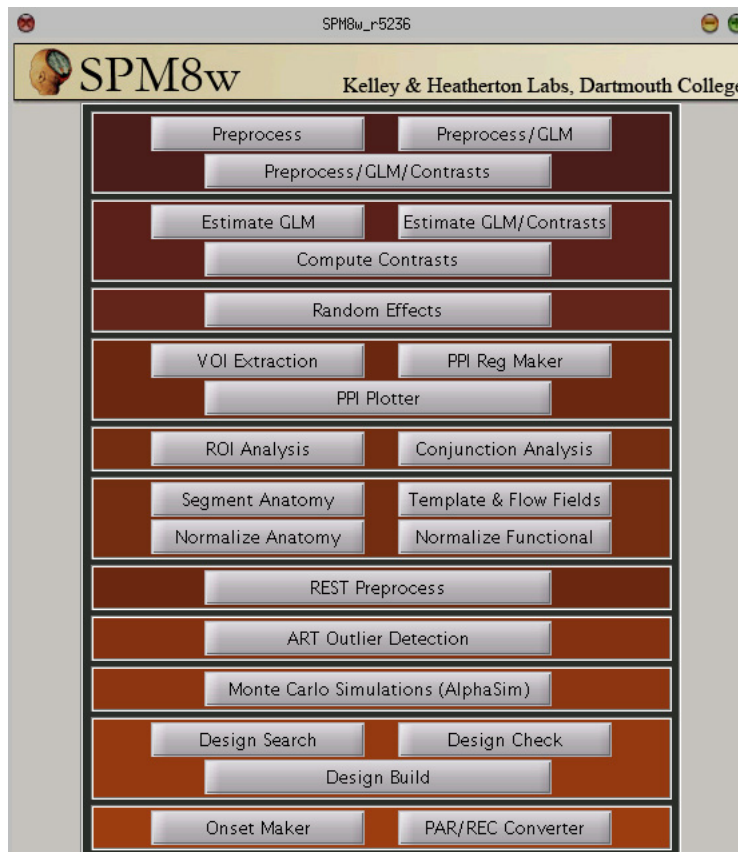 SPM8w_r5236
SPM8w
Kelley & Heatherton Labs, Dartmouth College
Preprocess
Preprocess/GLM
Preprocess/GLM/Contrasts
Estimate GLM
Estimate GLM/Contrasts
Compute Contrasts
Random Effects
VOI Extraction
PPI Reg Maker
PPI Plotter
ROI Analysis
Conjunction Analysis
Segment Anatomy
Template & Flow Fields
Normalize Anatomy
Normalize Functional
REST Preprocess
ART Outlier Detection
Monte Carlo Simulations (AlphaSim)
Design Search
Design Check
Design Build
Onset Maker
PAR/REC Converter